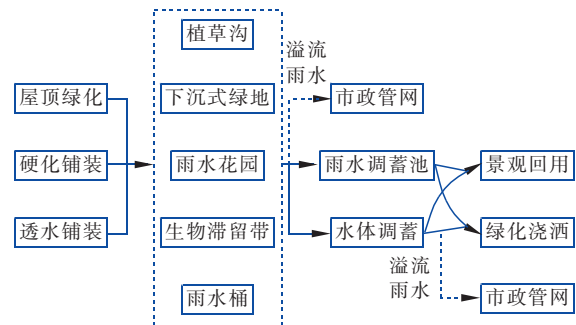 植草沟
溢流
雨水
屋顶绿化
下沉式绿地
市政管网
硬化铺装
雨水花园
雨水调蓄池
景观回用
透水铺装
生物滞留带
水体调蓄
绿化浇洒
溢流
雨水
雨水桶
市政管网